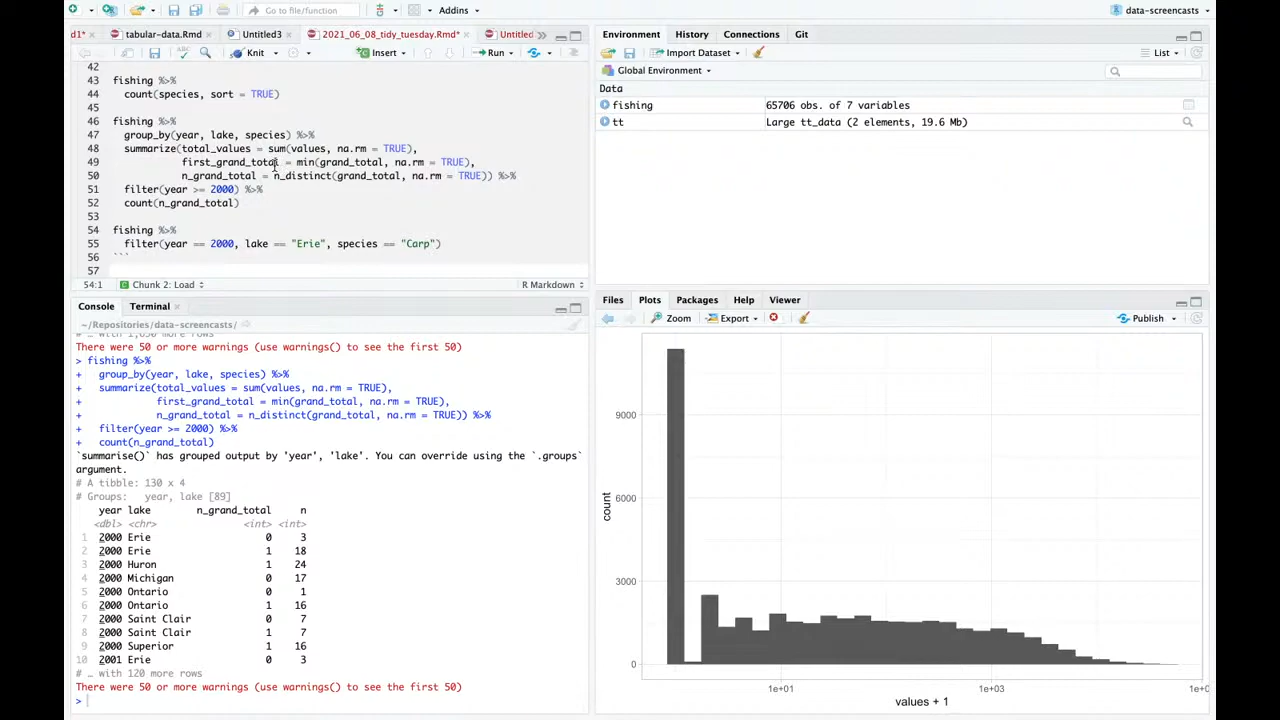 Go to file/function
Addins
data-screencasts
d1*
tabular-data.Rmd
Untitled3
2021_06_08_tidy_tuesday.Rmd*
Untitled
Knit
Insert
Run
42
43 fishing %>%
44 count(species, sort = TRUE)
45
46 fishing %>%
47 group_by(year, lake, species) %>%
48 summarize(total_values = sum(values, na.rm = TRUE),
49 first_grand_total = min(grand_total, na.rm = TRUE),
50 n_grand_total = n_distinct(grand_total, na.rm = TRUE)) %>%
51 filter(year >= 2000) %>%
52 count(n_grand_total)
53
54 fishing %>%
55 filter(year == 2000, lake == "Erie", species == "Carp")
56 ```
57
54:1 Chunk 2: Load R Markdown
Console Terminal
~/Repositories/data-screencasts/
# … with 1,630 more rows
There were 50 or more warnings (use warnings() to see the first 50)
> fishing %>%
+ group_by(year, lake, species) %>%
+ summarize(total_values = sum(values, na.rm = TRUE),
+ first_grand_total = min(grand_total, na.rm = TRUE),
+ n_grand_total = n_distinct(grand_total, na.rm = TRUE)) %>%
+ filter(year >= 2000) %>%
+ count(n_grand_total)
`summarise()` has grouped output by 'year', 'lake'. You can override using the `.groups`
argument.
# A tibble: 130 x 4
# Groups: year, lake [89]
year lake n_grand_total n
<dbl> <chr> <int> <int>
1 2000 Erie 0 3
2 2000 Erie 1 18
3 2000 Huron 1 24
4 2000 Michigan 0 17
5 2000 Ontario 0 1
6 2000 Ontario 1 16
7 2000 Saint Clair 0 7
8 2000 Saint Clair 1 7
9 2000 Superior 1 16
10 2001 Erie 0 3
# … with 120 more rows
There were 50 or more warnings (use warnings() to see the first 50)
>
Environment History Connections Git
Import Dataset
List
Global Environment
Data
fishing 65706 obs. of 7 variables
tt Large tt_data (2 elements, 19.6 Mb)
Files Plots Packages Help Viewer
Zoom Export Publish
9000
6000
3000
0
count
1e+01 1e+03 1e+0
values + 1